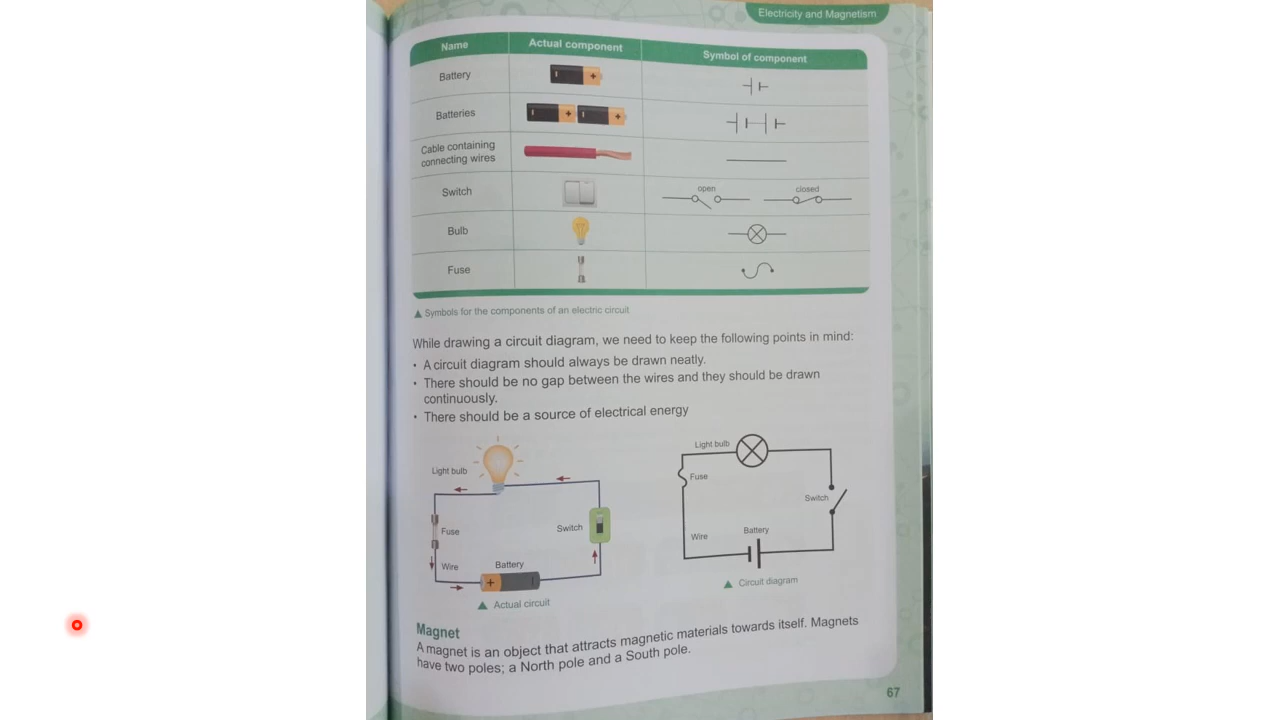 Electricity and Magnetism
Name Actual component Symbol of component
Battery
Batteries
Cable containing
connecting wires
Switch open closed
Bulb
Fuse
▲ Symbols for the components of an electric circuit
While drawing a circuit diagram, we need to keep the following points in mind:
• A circuit diagram should always be drawn neatly.
• There should be no gap between the wires and they should be drawn
continuously.
• There should be a source of electrical energy
Light bulb
Fuse
Switch
Wire
Battery
▲ Actual circuit
Light bulb
Fuse
Switch
Wire
Battery
▲ Circuit diagram
Magnet
A magnet is an object that attracts magnetic materials towards itself. Magnets
have two poles; a North pole and a South pole.
67